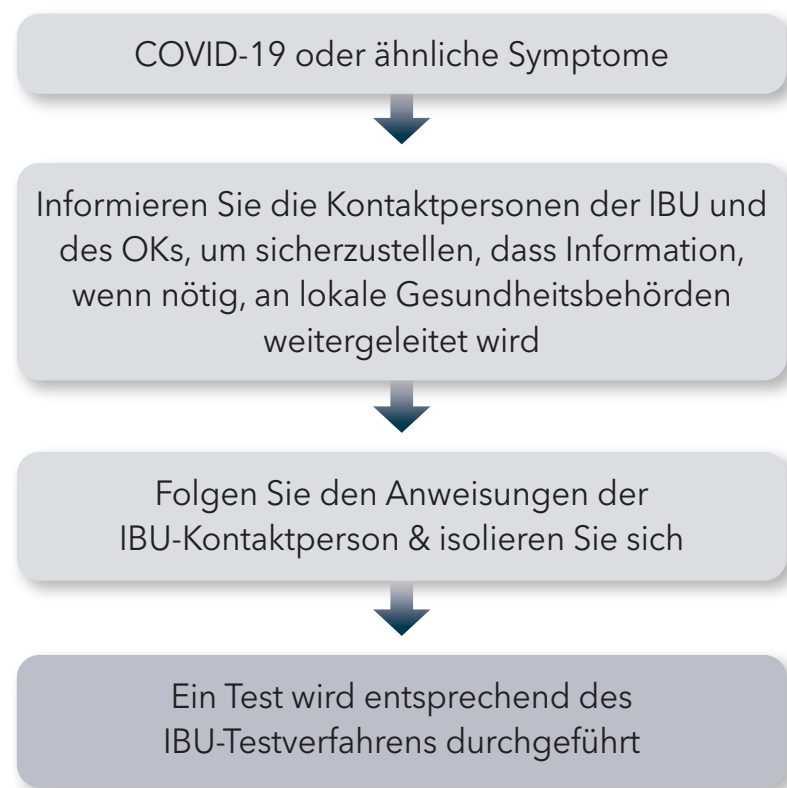 COVID-19 oder ähnliche Symptome
Informieren Sie die Kontaktpersonen der IBU und
des OKs, um sicherzustellen, dass Information,
wenn nötig, an lokale Gesundheitsbehörden
weitergeleitet wird
Folgen Sie den Anweisungen der
IBU-Kontaktperson & isolieren Sie sich
Ein Test wird entsprechend des
IBU-Testverfahrens durchgeführt